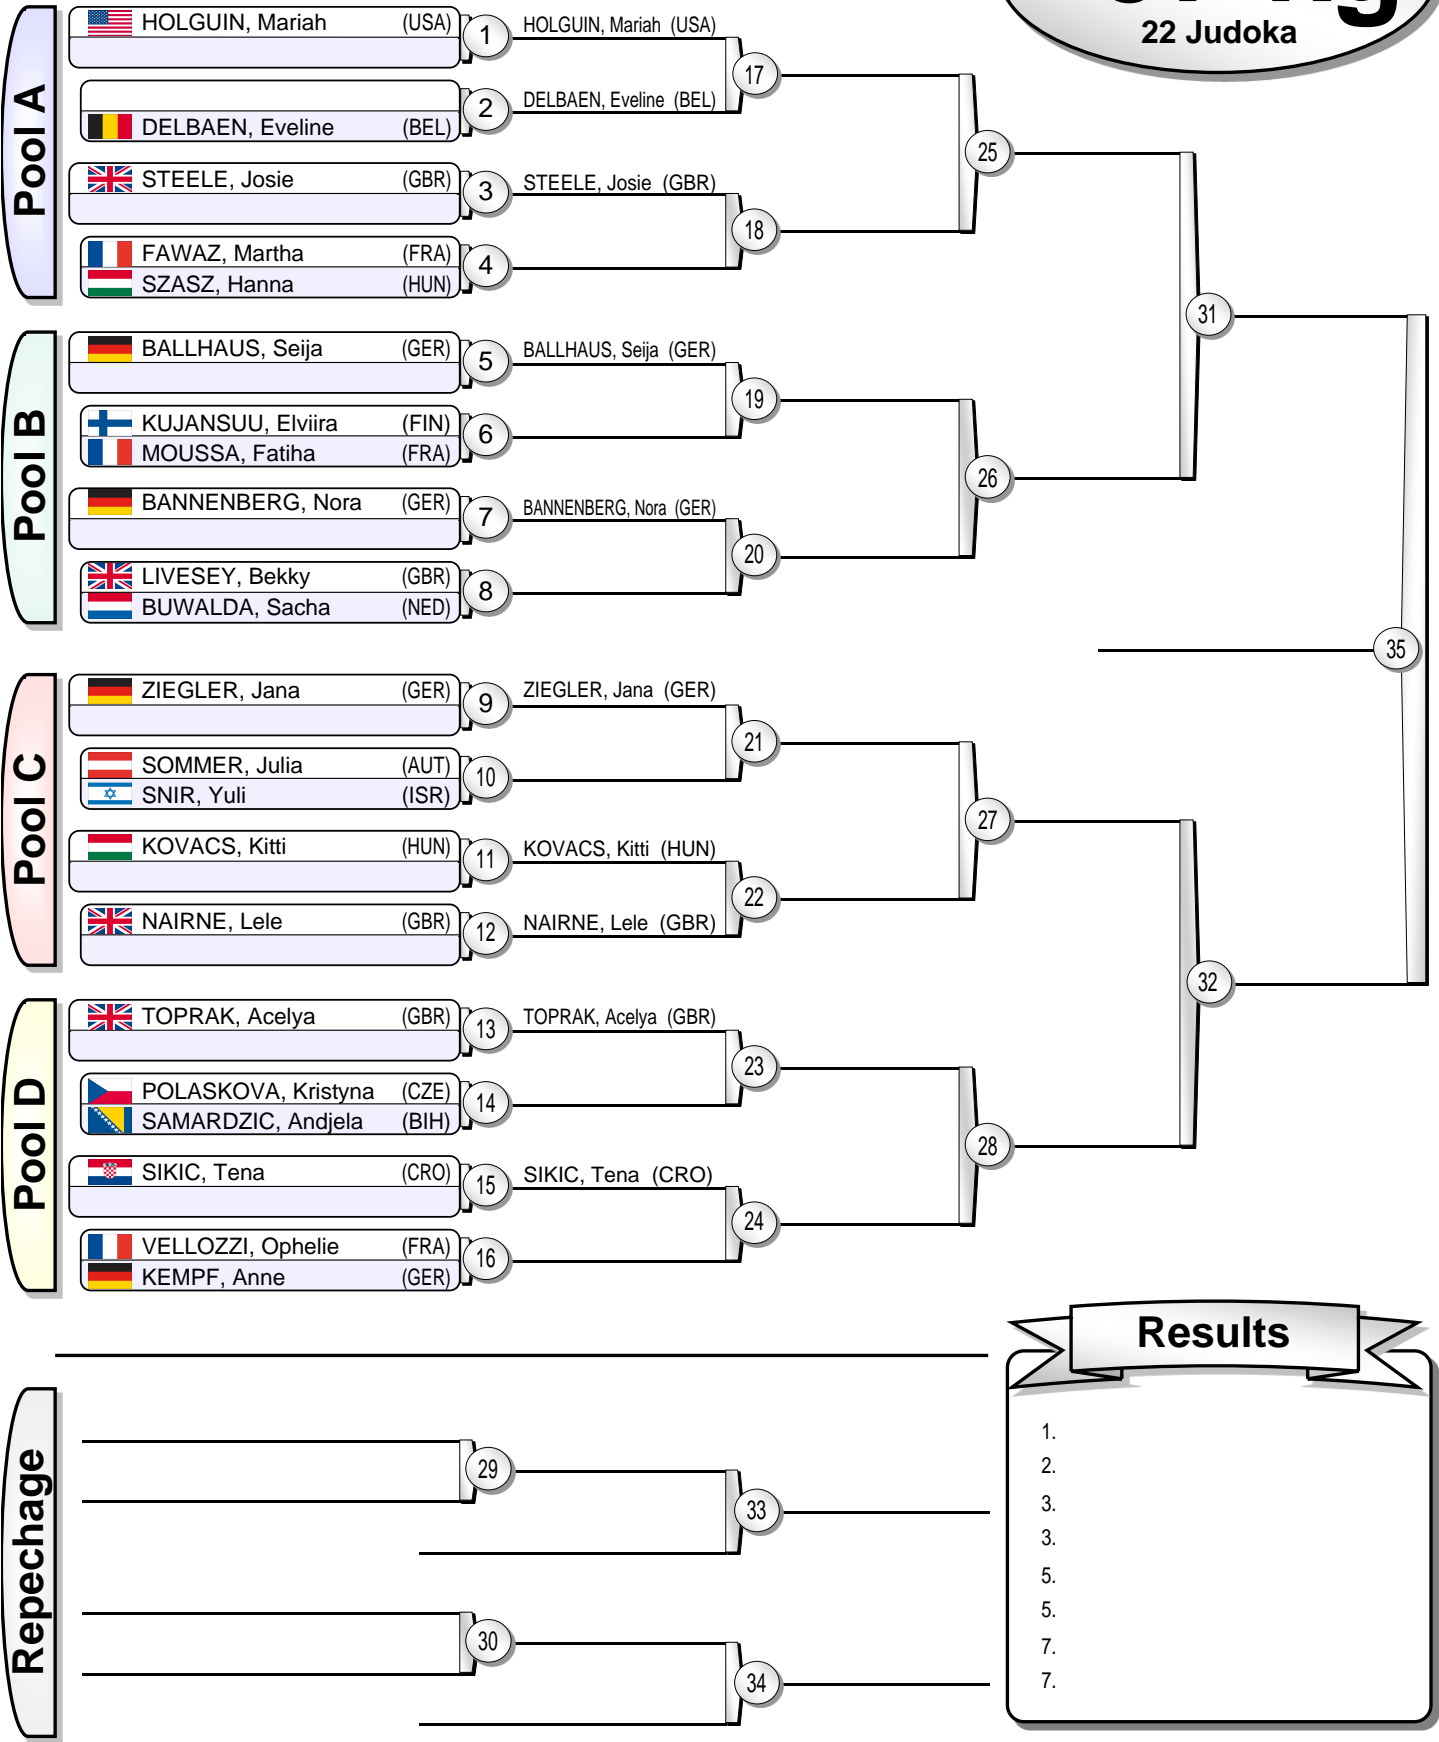 22 Judoka
Pool A
HOLGUIN, Mariah (USA) 1 HOLGUIN, Mariah (USA)
17
2 DELBAEN, Eveline (BEL)
DELBAEN, Eveline (BEL)
25
STEELE, Josie (GBR) 3 STEELE, Josie (GBR)
18
FAWAZ, Martha (FRA) 4
SZASZ, Hanna (HUN)
31
Pool B
BALLHAUS, Seija (GER) 5 BALLHAUS, Seija (GER)
19
KUJANSUU, Elviira (FIN) 6
MOUSSA, Fatiha (FRA)
26
BANNENBERG, Nora (GER) 7 BANNENBERG, Nora (GER)
20
LIVESEY, Bekky (GBR) 8
BUWALDA, Sacha (NED)
35
Pool C
ZIEGLER, Jana (GER) 9 ZIEGLER, Jana (GER)
21
SOMMER, Julia (AUT) 10
SNIR, Yuli (ISR)
27
KOVACS, Kitti (HUN) 11 KOVACS, Kitti (HUN)
22
NAIRNE, Lele (GBR) 12 NAIRNE, Lele (GBR)
32
Pool D
TOPRAK, Acelya (GBR) 13 TOPRAK, Acelya (GBR)
23
POLASKOVA, Kristyna (CZE) 14
SAMARDZIC, Andjela (BIH)
28
SIKIC, Tena (CRO) 15 SIKIC, Tena (CRO)
24
VELLOZZI, Ophelie (FRA) 16
KEMPF, Anne (GER)
Repechage
29
33
30
34
Results
1.
2.
3.
3.
5.
5.
7.
7.